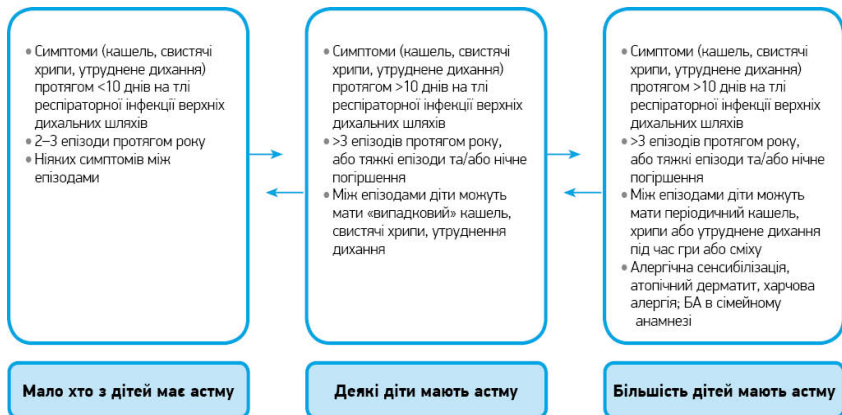 • Симптоми (кашель, свистячі
хрипи, утруднене дихання)
протягом <10 днів на тлі
респіраторної інфекції верхніх
дихальних шляхів
• 2–3 епізоди протягом року
• Ніяких симптомів між
епізодами
Мало хто з дітей має астму
• Симптоми (кашель, свистячі
хрипи, утруднене дихання)
протягом >10 днів на тлі
респіраторної інфекції верхніх
дихальних шляхів
• >3 епізодів протягом року,
або тяжкі епізоди та/або нічне
погіршення
• Між епізодами діти можуть
мати «випадковий» кашель,
свистячі хрипи, утруднення
дихання
Деякі діти мають астму
• Симптоми (кашель, свистячі
хрипи, утруднене дихання)
протягом >10 днів на тлі
респіраторної інфекції верхніх
дихальних шляхів
• >3 епізодів протягом року,
або тяжкі епізоди та/або нічне
погіршення
• Між епізодами діти можуть
мати періодичний кашель,
хрипи або утруднене дихання
під час гри або сміху
• Алергічна сенсибілізація,
атопічний дерматит, харчова
алергія; БА в сімейному
анамнезі
Більшість дітей мають астму